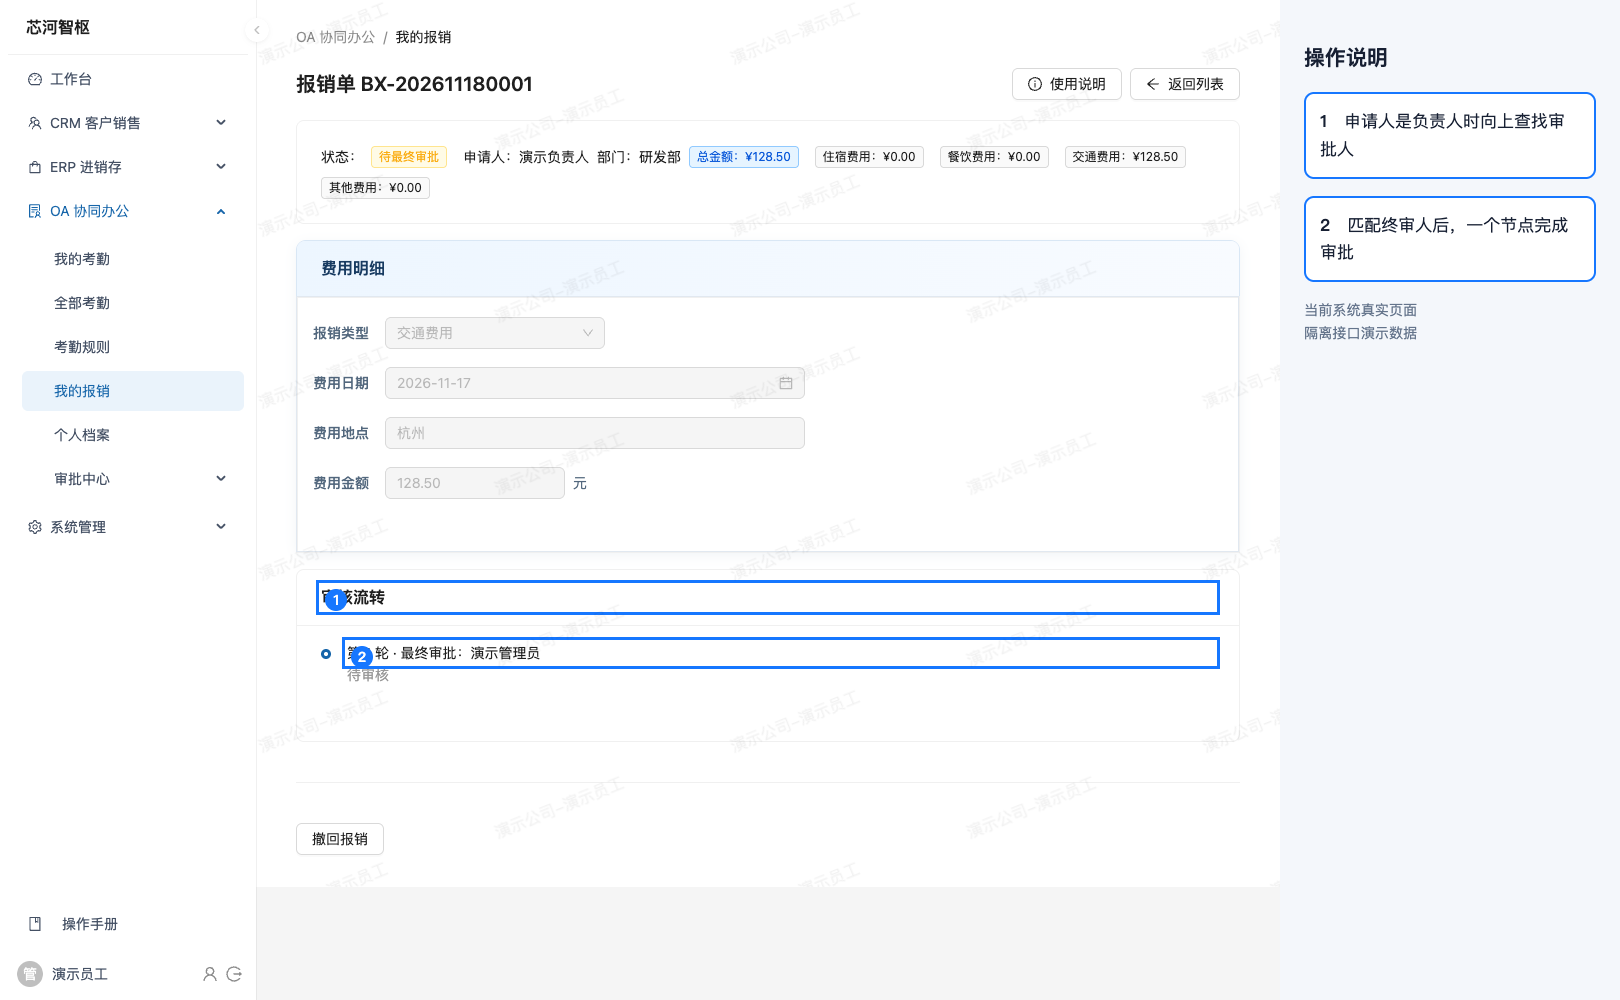 芯河智枢
工作台
CRM 客户销售
ERP 进销存
OA 协同办公
我的考勤
全部考勤
考勤规则
我的报销
个人档案
审批中心
系统管理
操作手册
管 演示员工
OA 协同办公 / 我的报销
报销单 BX-202611180001
使用说明
返回列表
状态： 待最终审批 申请人：演示负责人 部门：研发部 总金额：¥128.50 住宿费用：¥0.00 餐饮费用：¥0.00 交通费用：¥128.50
其他费用：¥0.00
费用明细
报销类型 交通费用
费用日期 2026-11-17
费用地点 杭州
费用金额 128.50 元
1 核流转
2 轮 · 最终审批：演示管理员
待审核
撤回报销
演示公司-演示员工
操作说明
1 申请人是负责人时向上查找审
批人
2 匹配终审人后，一个节点完成
审批
当前系统真实页面
隔离接口演示数据